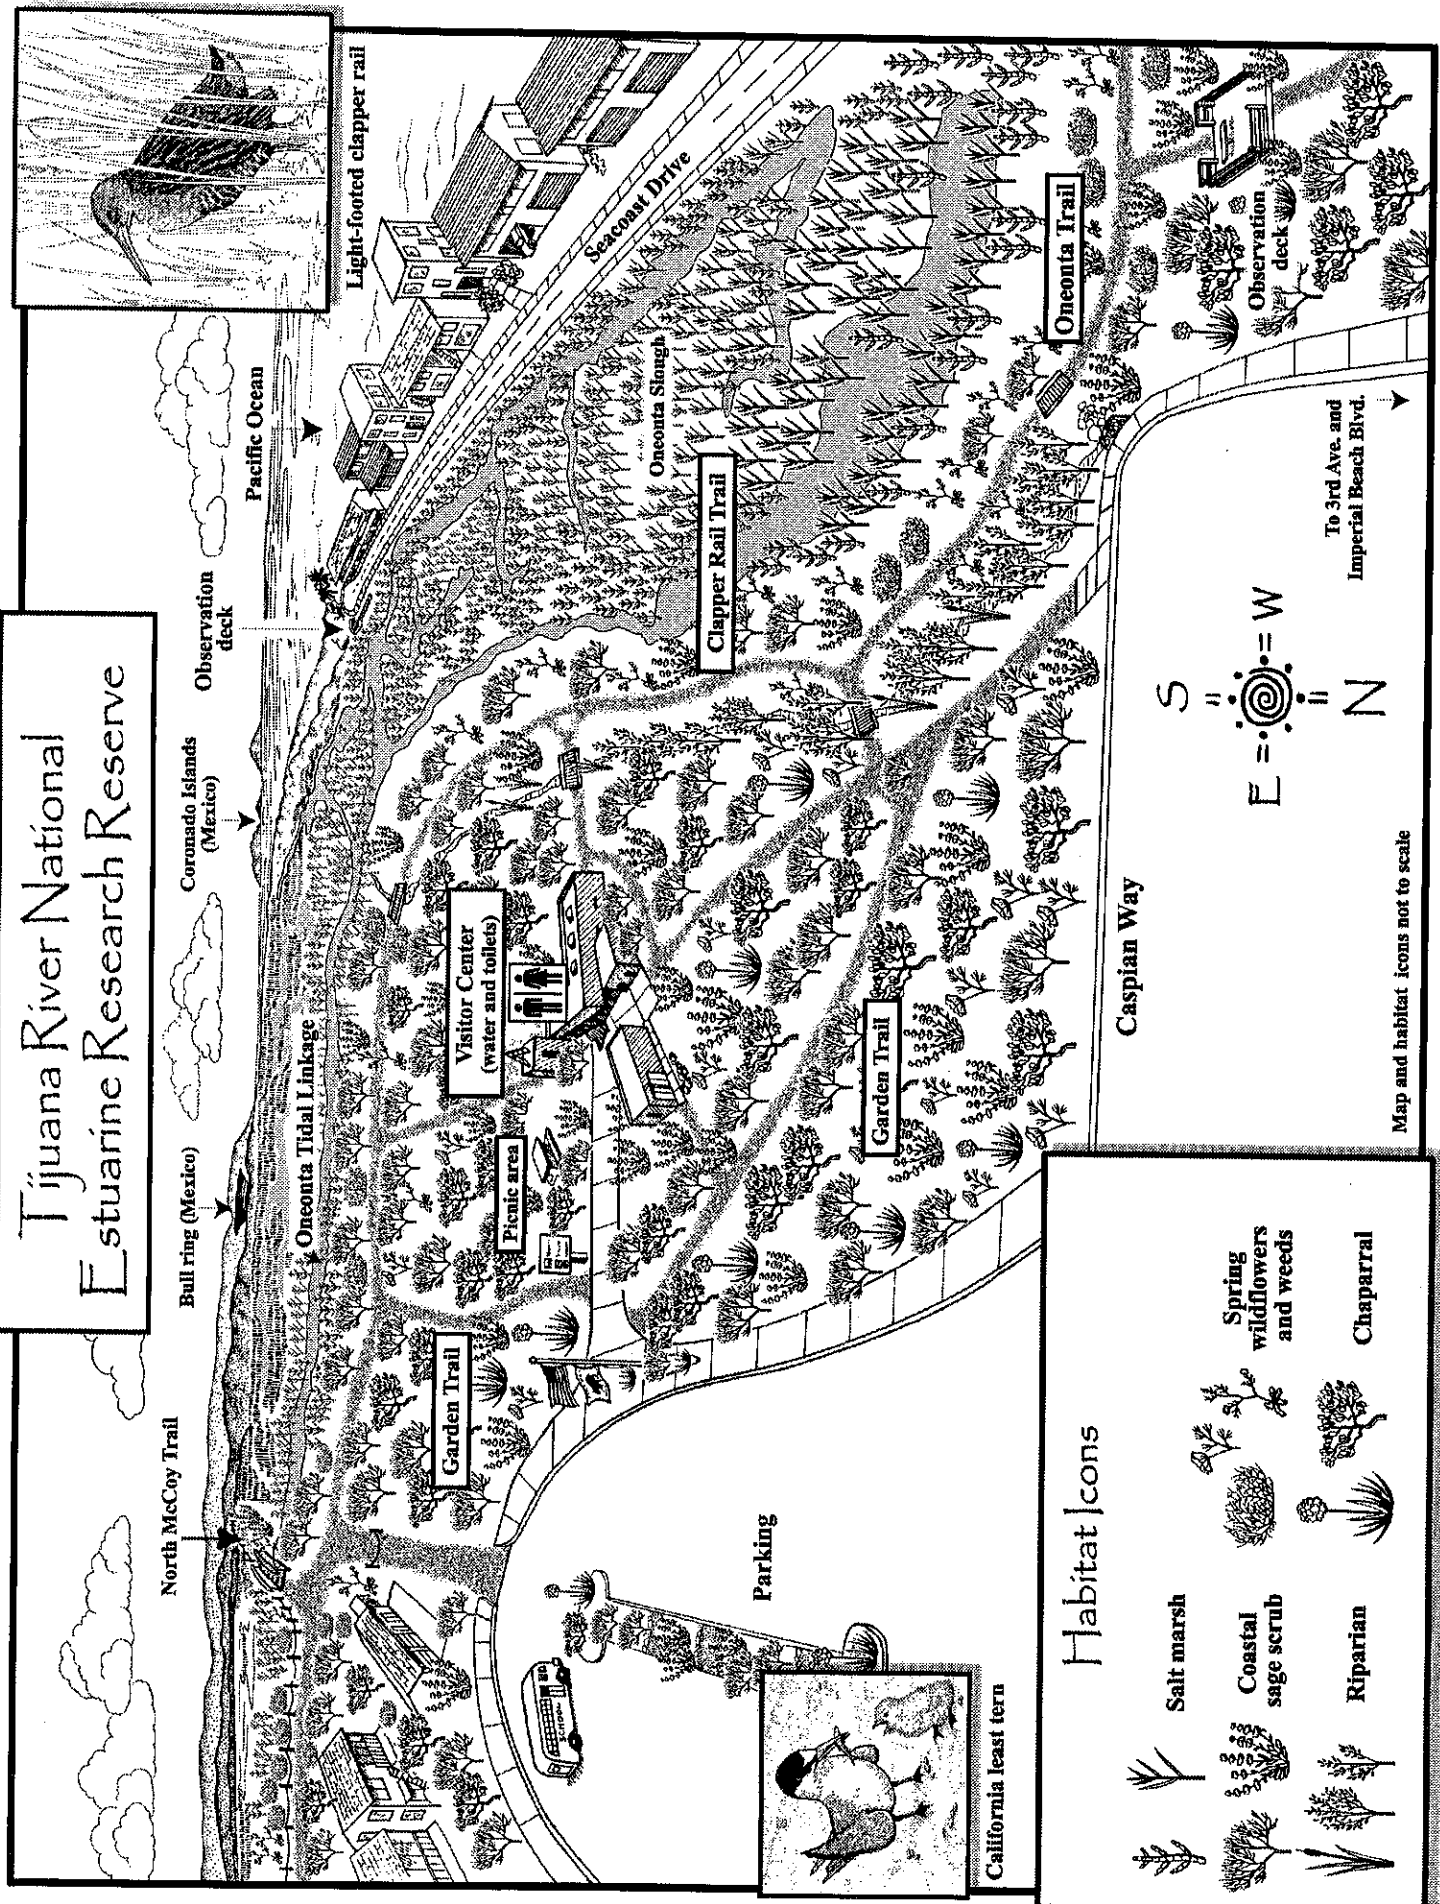 Tijuana River National
Estuarine Research Reserve
North McCoy Trail
Bull ring (Mexico)
Coronado Islands
(Mexico)
Observation
deck
Pacific Ocean
Light-footed clapper rail
Oneonta Tidal Linkage
Seacoast Drive
Garden Trail
Picnic area
Visitor Center
(water and toilets)
Oneonta Slough
Clapper Rail Trail
Oneonta Trail
Garden Trail
Observation
deck
Parking
SCHOOL
California least tern
Caspian Way
To 3rd Ave. and
Imperial Beach Blvd.
S
E = = W
N
Map and habitat icons not to scale
Habitat Icons
Salt marsh
Spring
wildflowers
and weeds
Coastal
sage scrub
Riparian
Chaparral